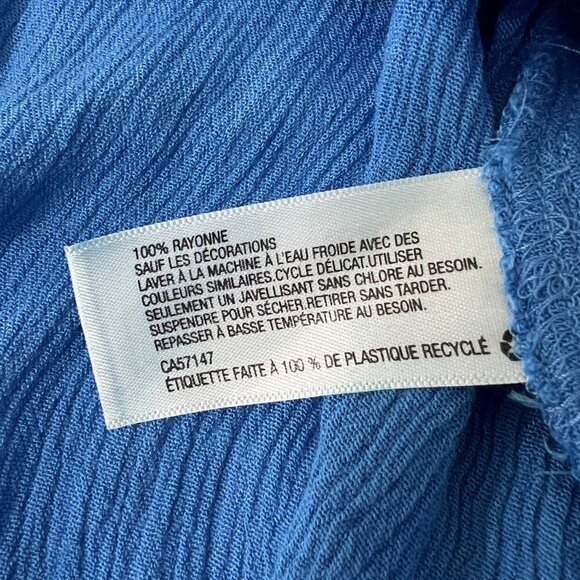 100% RAYONNE
SAUF LES DÉCORATIONS
LAVER À LA MACHINE À L'EAU FROIDE AVEC DES
COULEURS SIMILAIRES.CYCLE DÉLICAT.UTILISER
SEULEMENT UN JAVELLISANT SANS CHLORE AU BESOIN.
SUSPENDRE POUR SÉCHER.RETIRER SANS TARDER.
REPASSER À BASSE TEMPÉRATURE AU BESOIN.
CA57147
ÉTIQUETTE FAITE À 100 % DE PLASTIQUE RECYCLÉ